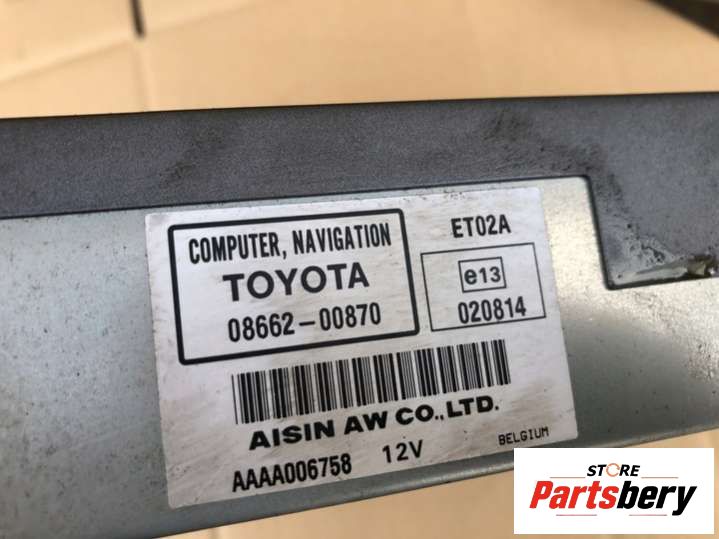 COMPUTER, NAVIGATION
TOYOTA
08662-00870
ET02A
e13
020814
AISIN AW CO.,LTD.
AAAA006758 12V BELGIUM
STORE
Partsbery